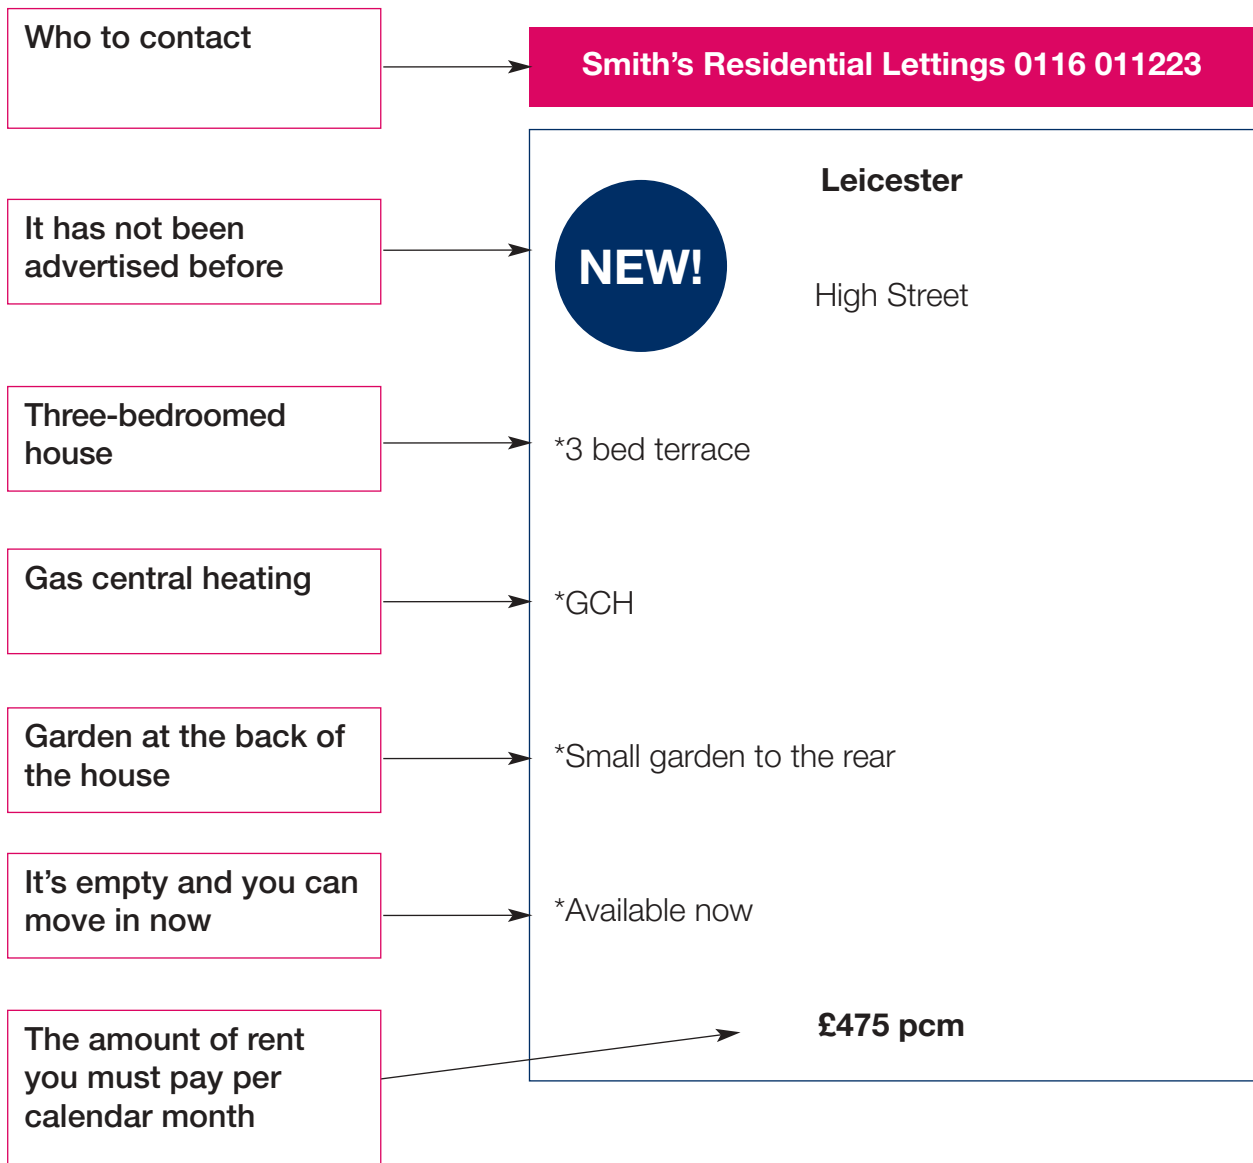 Who to contact
Smith’s Residential Lettings 0116 011223
Leicester
It has not been
advertised before
NEW!
High Street
Three-bedroomed
house
*3 bed terrace
Gas central heating
*GCH
Garden at the back of
the house
*Small garden to the rear
It’s empty and you can
move in now
*Available now
The amount of rent
you must pay per
calendar month
£475 pcm